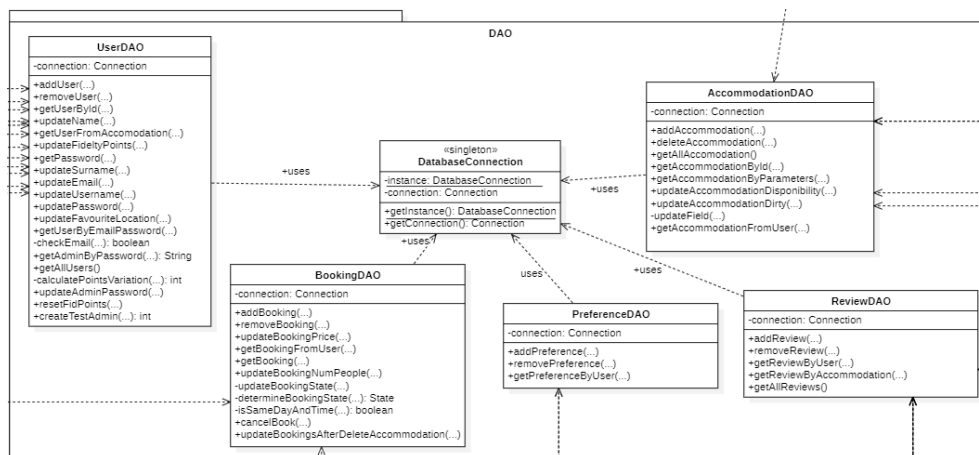 DAO
UserDAO
-connection: Connection
+addUser(...)
+removeUser(...)
+getUserById(...)
+updateName(...)
+getUserFromAccomodation(...)
+updateFideltyPoints(...)
+getPassword(...)
+updateSurname(...)
+updateEmail(...)
+updateUsername(...)
+updatePassword(...)
+updateFavouriteLocation(...)
+getUserByEmailPassword(...)
-checkEmail(...): boolean
+getAdminByPassword(...): String
+getAllUsers()
-calculatePointsVariation(...): int
+updateAdminPassword(...)
+resetFidPoints(...)
+createTestAdmin(...): int
+uses
«singleton»
DatabaseConnection
-instance: DatabaseConnection
-connection: Connection
+getInstance(): DatabaseConnection
+getConnection(): Connection
+uses
AccommodationDAO
-connection: Connection
+addAccommodation(...)
+deleteAccommodation(...)
+getAllAccomodation()
+getAccommodationById(...)
+getAccommodationByParameters(...)
+updateAccommodationDisponibility(...)
+updateAccommodationDirty(...)
-updateField(...)
+getAccommodationFromUser(...)
+uses
uses
+uses
BookingDAO
-connection: Connection
+addBooking(...)
+removeBooking(...)
+updateBookingPrice(...)
+getBookingFromUser(...)
+getBooking(...)
+updateBookingNumPeople(...)
-updateBookingState(...)
-determineBookingState(...): State
-isSameDayAndTime(...): boolean
+cancelBook(...)
+updateBookingsAfterDeleteAccommodation(...)
PreferenceDAO
-connection: Connection
+addPreference(...)
+removePreference(...)
+getPreferenceByUser(...)
ReviewDAO
-connection: Connection
+addReview(...)
+removeReview(...)
+getReviewByUser(...)
+getReviewByAccommodation(...)
+getAllReviews()